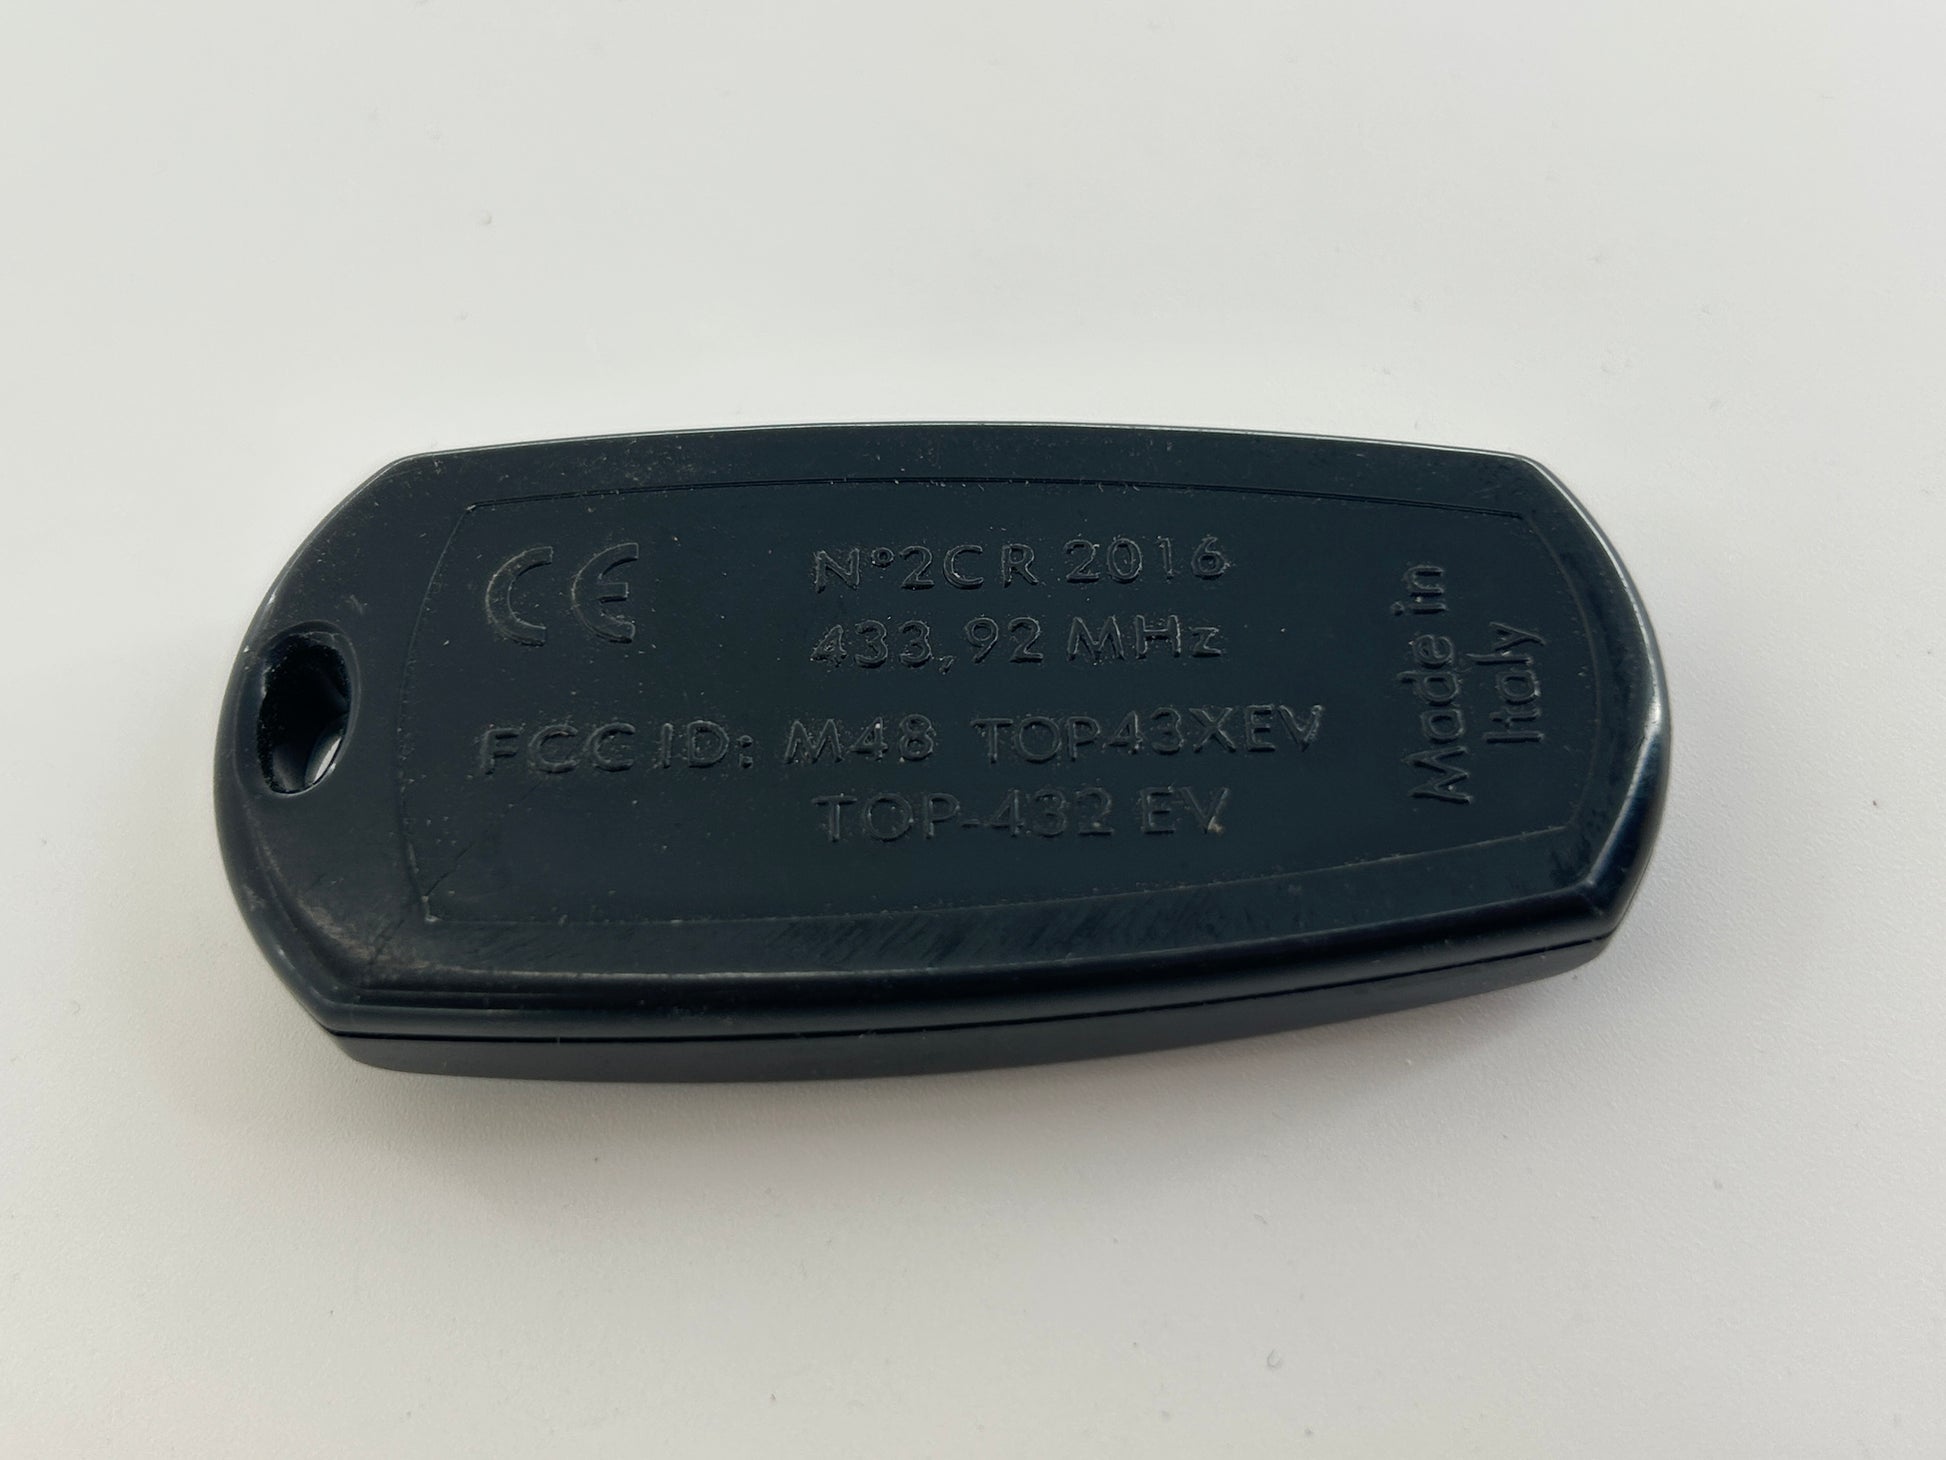 CE
N°2CR 2016
433,92 MHz
FCC ID: M48 TOP43XEV
TOP-432 EV
Made in
Italy